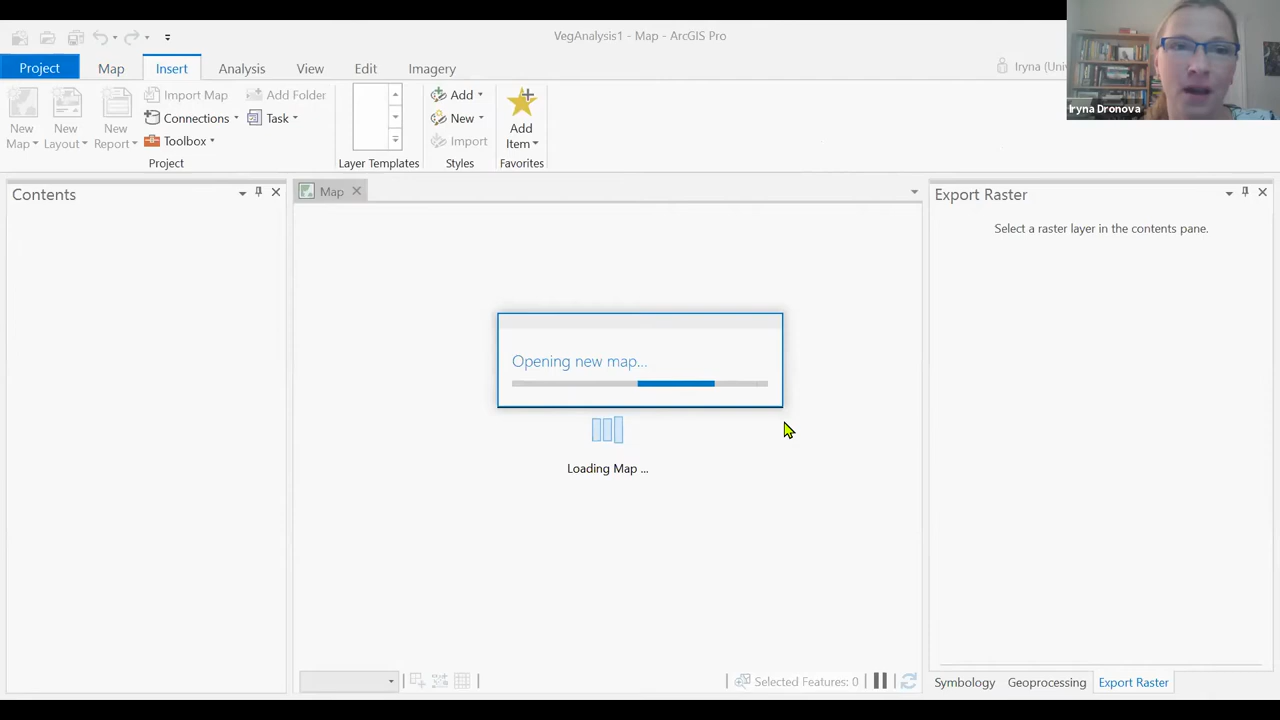 VegAnalysis1 - Map - ArcGIS Pro
Project
Map
Insert
Analysis
View
Edit
Imagery
Iryna (Univ
Iryna Dronova
New
Map
New
Layout
New
Report
Import Map
Connections
Toolbox
Add Folder
Task
Project
Layer Templates
Add
New
Import
Styles
Add
Item
Favorites
Contents
Map
Export Raster
Select a raster layer in the contents pane.
Opening new map...
Loading Map ...
Selected Features: 0
Symbology
Geoprocessing
Export Raster